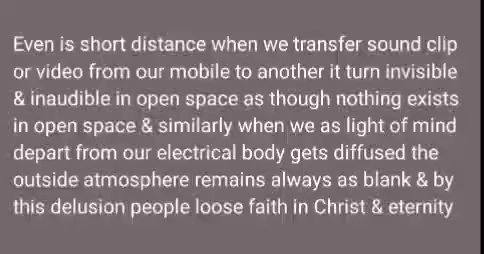 Even is short distance when we transfer sound clip
or video from our mobile to another it turn invisible
& inaudible in open space as though nothing exists
in open space & similarly when we as light of mind
depart from our electrical body gets diffused the
outside atmosphere remains always as blank & by
this delusion people loose faith in Christ & eternity